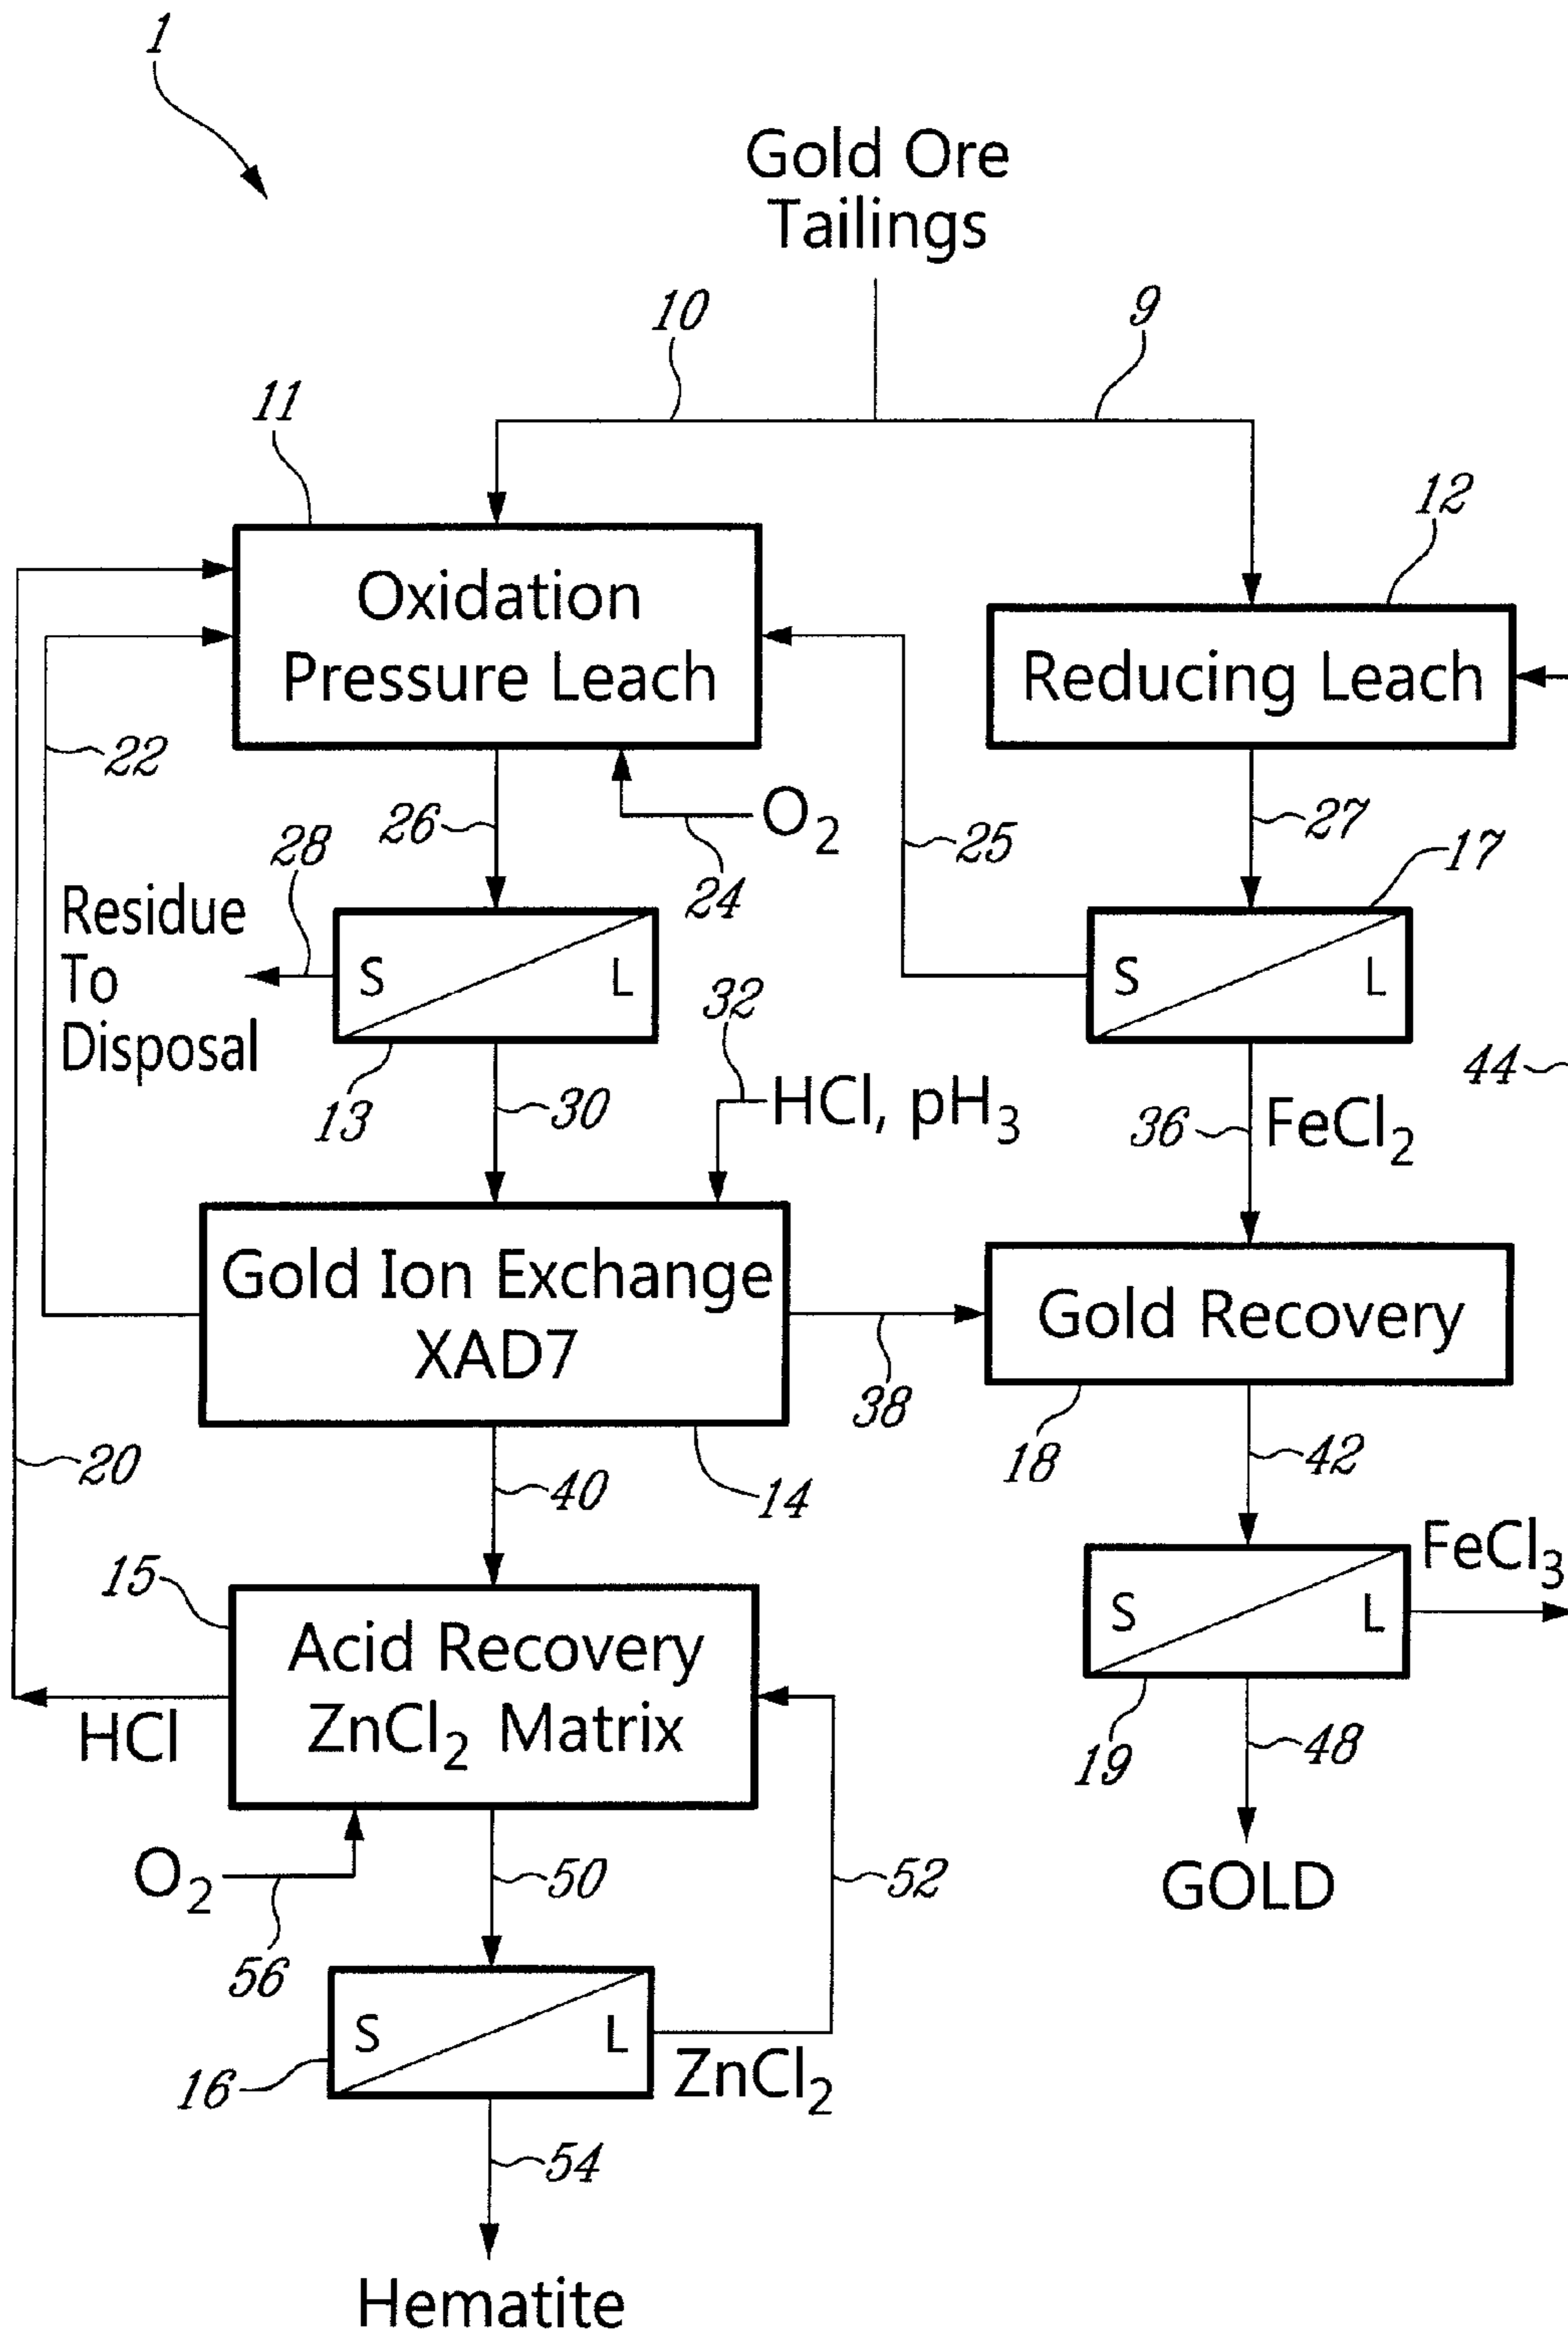 1
Gold Ore
Tailings
10
9
11
12
Oxidation
Pressure Leach
Reducing Leach
22
26
O2
25
27
17
28
24
Residue
To
Disposal
S
L
S
L
32
44
13
30
HCl, pH3
36
FeCl2
Gold Ion Exchange
XAD7
Gold Recovery
38
20
40
14
18
42
15
FeCl3
Acid Recovery
ZnCl2 Matrix
S
L
HCl
19
48
O2
50
52
GOLD
56
S
L
16
ZnCl2
54
Hematite